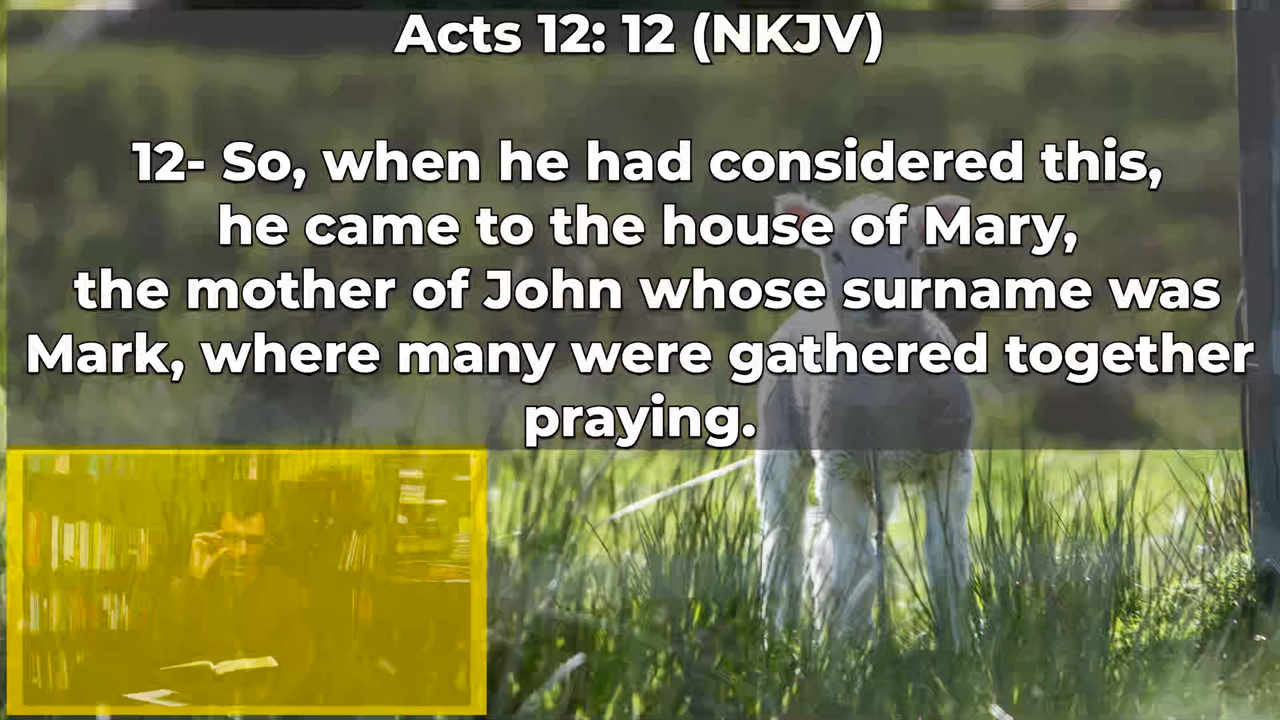 Acts 12: 12 (NKJV)
12- So, when he had considered this,
he came to the house of Mary,
the mother of John whose surname was
Mark, where many were gathered together
praying.